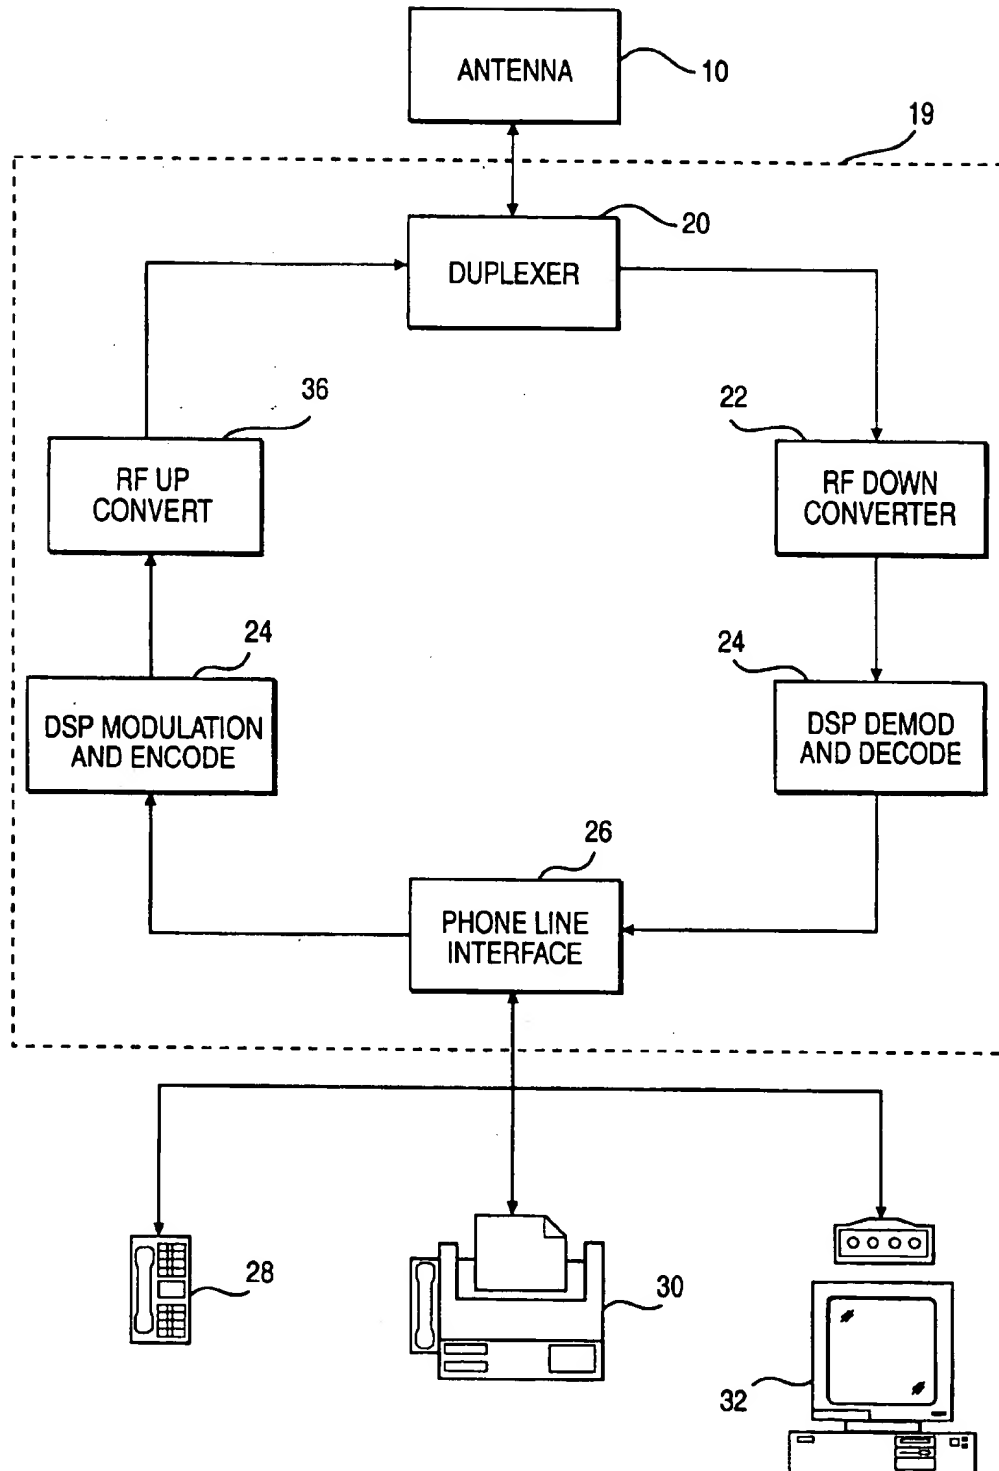 ANTENNA
10
19
20
DUPLEXER
36
22
RF UP
CONVERT
RF DOWN
CONVERTER
24
24
DSP MODULATION
AND ENCODE
DSP DEMOD
AND DECODE
26
PHONE LINE
INTERFACE
28
30
32